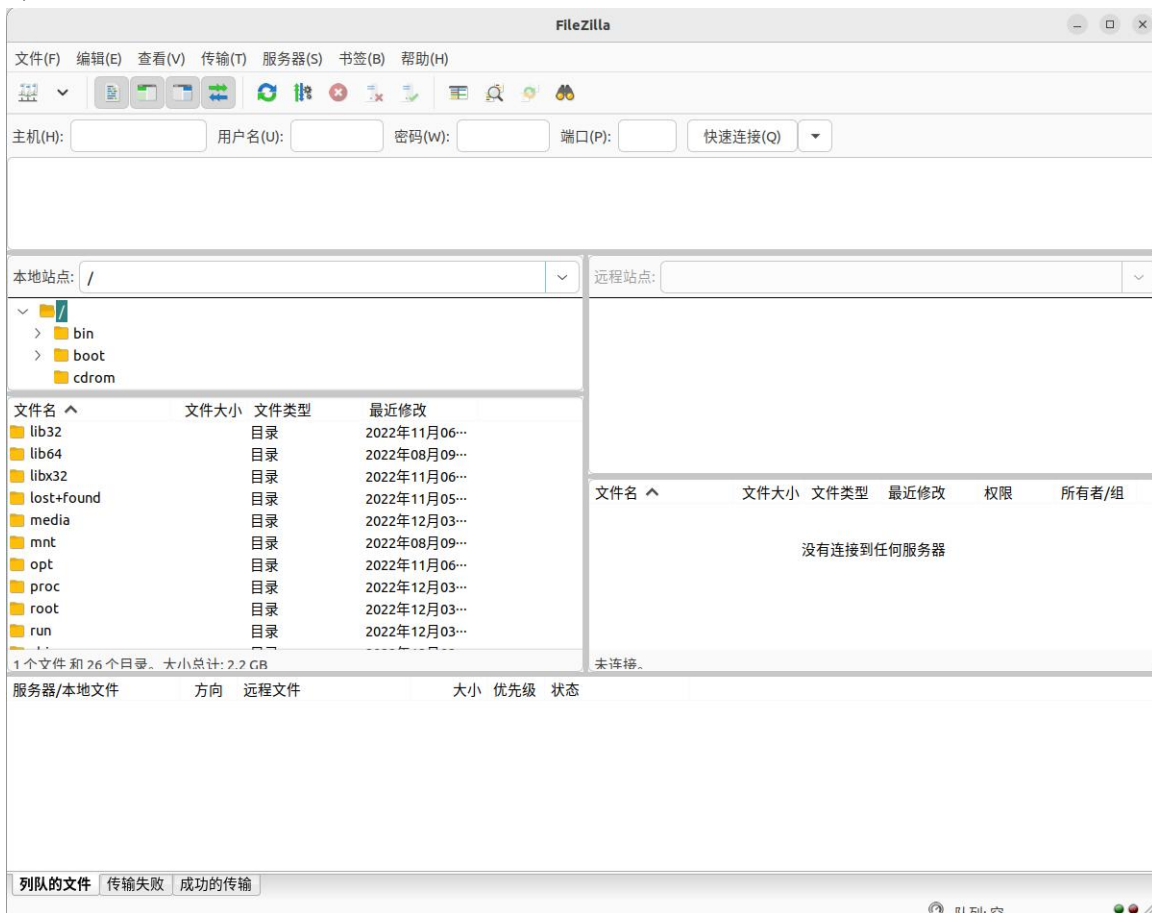 FileZilla
文件(F) 编辑(E) 查看(V) 传输(T) 服务器(S) 书签(B) 帮助(H)
主机(H): 用户名(U): 密码(W): 端口(P): 快速连接(Q)
本地站点: /
/
bin
boot
cdrom
文件名 文件大小 文件类型 最近修改
lib32 目录 2022年11月06…
lib64 目录 2022年08月09…
libx32 目录 2022年11月06…
lost+found 目录 2022年11月05…
media 目录 2022年12月03…
mnt 目录 2022年08月09…
opt 目录 2022年11月06…
proc 目录 2022年12月03…
root 目录 2022年12月03…
run 目录 2022年12月03…
1个文件 和 26 个目录。大小总计: 2.2 GB
远程站点:
文件名 文件大小 文件类型 最近修改 权限 所有者/组
没有连接到任何服务器
未连接。
服务器/本地文件 方向 远程文件 大小 优先级 状态
列队的文件 传输失败 成功的传输
队列: 空